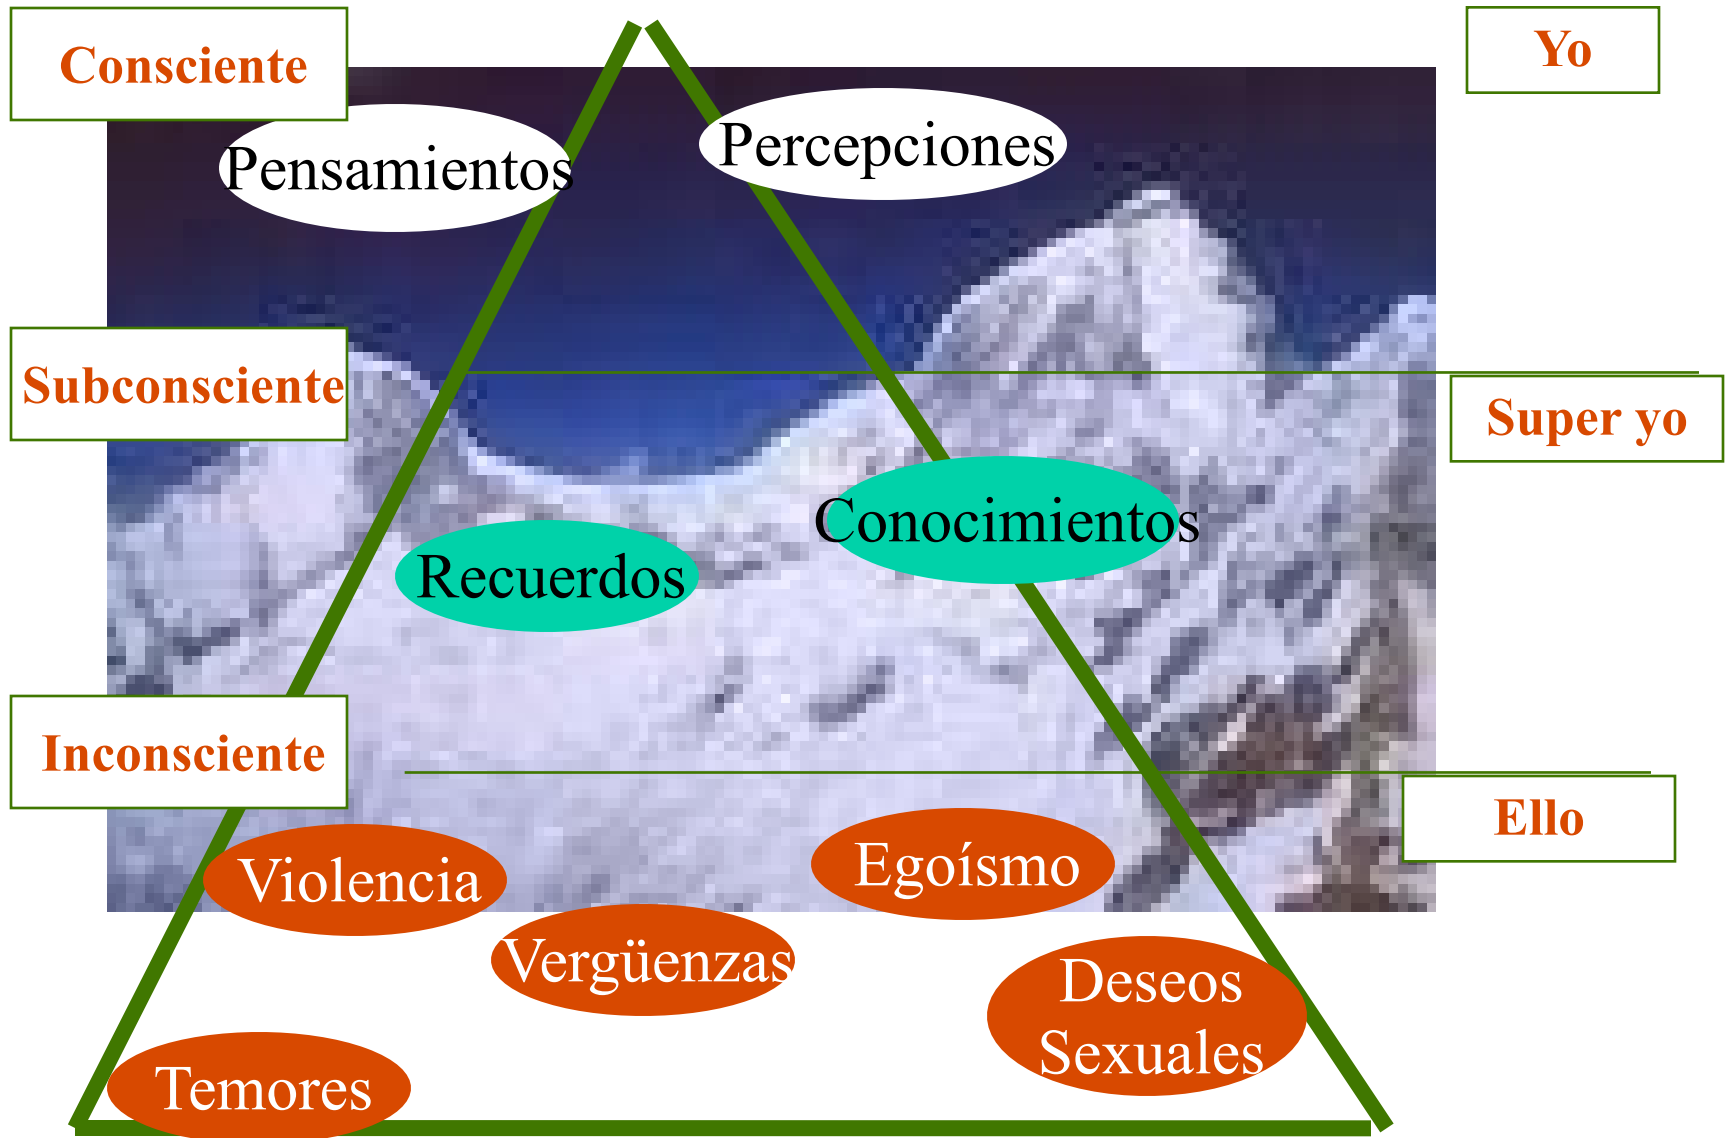 Consciente
Yo
Pensamientos
Percepciones
Subconsciente
Super yo
Conocimientos
Recuerdos
Inconsciente
Ello
Violencia
Egoísmo
Vergüenzas
Deseos
Sexuales
Temores